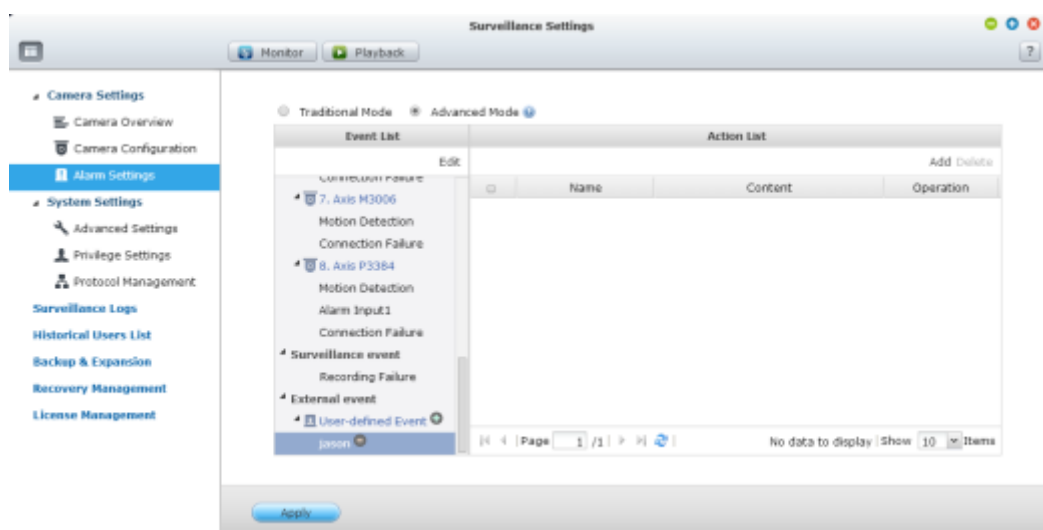 Surveillance Settings
Monitor
Playback
?
Camera Settings
Camera Overview
Camera Configuration
Alarm Settings
System Settings
Advanced Settings
Privilege Settings
Protocol Management
Surveillance Logs
Historical Users List
Backup & Expansion
Recovery Management
License Management
Traditional Mode Advanced Mode
Event List
Edit
Connection Failure
7. Axis M3006
Motion Detection
Connection Failure
8. Axis P3384
Motion Detection
Alarm Input1
Connection Failure
Surveillance event
Recording Failure
External event
User-defined Event
jason
Action List
Add Delete
Name Content Operation
Page 1 /1 No data to display Show 10 Items
Apply